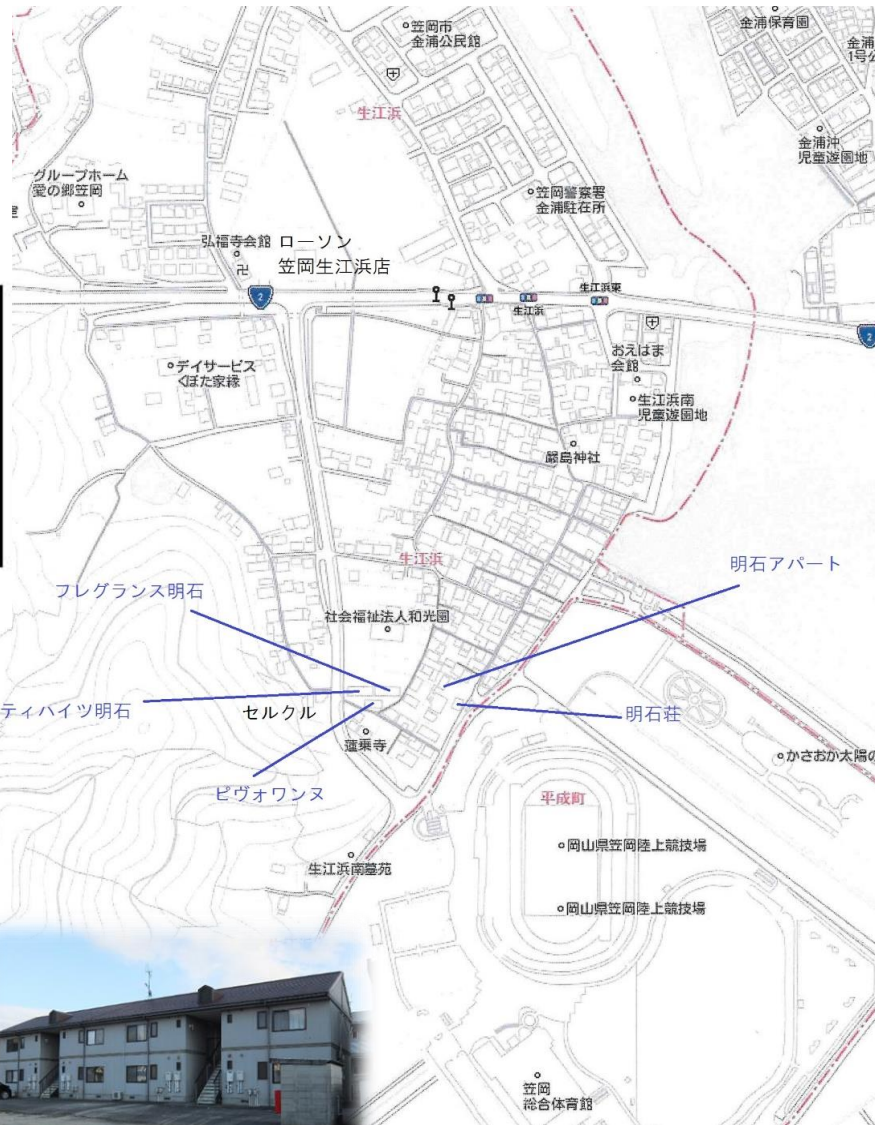 笠岡市
金浦公民館
金浦保育園
金浦
1号公
生江浜
金浦沖
児童遊園地
グループホーム
愛の郷笠岡
笠岡警察署
金浦駐在所
弘福寺会館
ローソン
笠岡生江浜店
2
生江浜東
生江浜
2
おえはま
会館
デイサービス
くぼた家縁
生江浜南
児童遊園地
嚴島神社
生江浜
明石アパート
フレグランス明石
社会福祉法人和光園
ティハイツ明石
セルクル
明石荘
蓮乗寺
かさおか太陽の
ピヴォワンヌ
平成町
岡山県笠岡陸上競技場
生江浜南墓苑
岡山県笠岡陸上競技場
笠岡
総合体育館